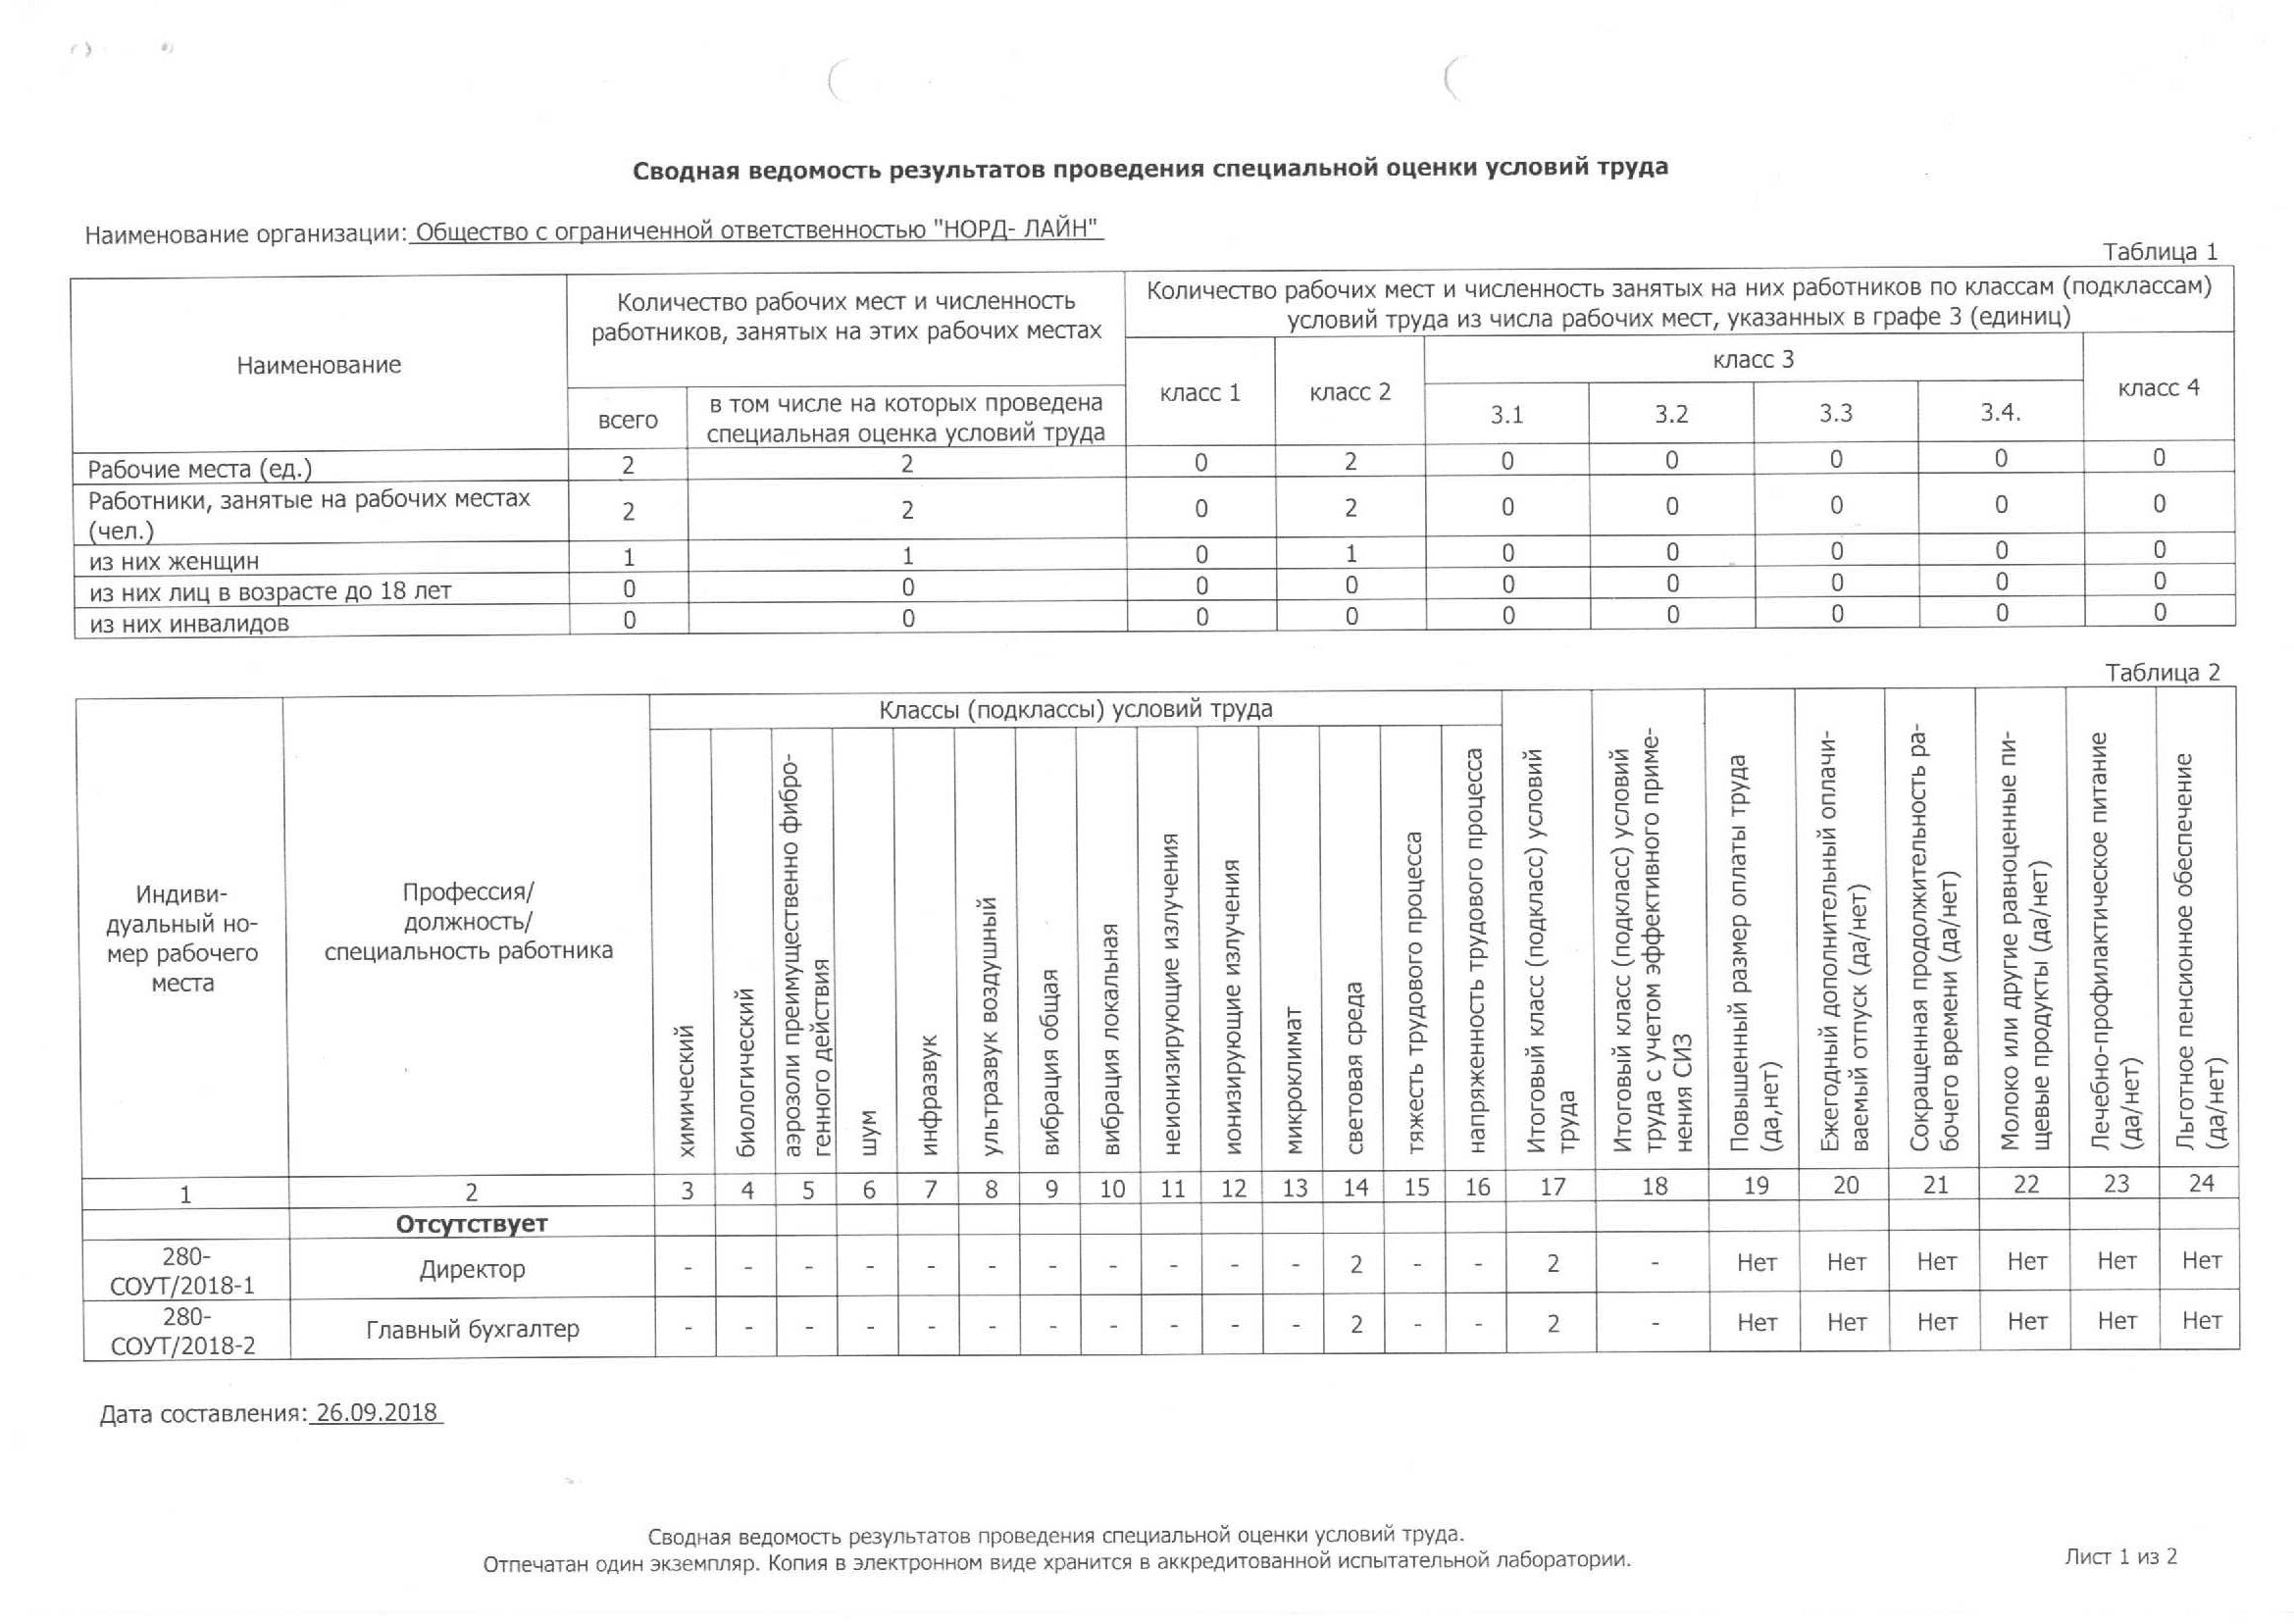 Сводная ведомость результатов проведения специальной оценки условий труда
Наименование организации: Общество с ограниченной ответственностью "НОРД- ЛАЙН"
Таблица 1
Наименование
Количество рабочих мест и численность
работников, занятых на этих рабочих местах
Количество рабочих мест и численность занятых на них работников по классам (подклассам)
условий труда из числа рабочих мест, указанных в графе 3 (единиц)
всего
в том числе на которых проведена
специальная оценка условий труда
класс 1
класс 2
класс 3
класс 4
3.1
3.2
3.3
3.4.
Рабочие места (ед.) 2 2 0 2 0 0 0 0 0
Работники, занятые на рабочих местах
(чел.) 2 2 0 2 0 0 0 0 0
из них женщин 1 1 0 1 0 0 0 0 0
из них лиц в возрасте до 18 лет 0 0 0 0 0 0 0 0 0
из них инвалидов 0 0 0 0 0 0 0 0 0
Таблица 2
Индиви-
дуальный но-
мер рабочего
места
Профессия/
должность/
специальность работника
Классы (подклассы) условий труда
химический
биологический
аэрозоли преимущественно фибро-
генного действия
шум
инфразвук
ультразвук воздушный
вибрация общая
вибрация локальная
неионизирующие излучения
ионизирующие излучения
микроклимат
световая среда
тяжесть трудового процесса
напряженность трудового процесса
Итоговый класс (подкласс) условий
труда
Итоговый класс (подкласс) условий
труда с учетом эффективного приме-
нения СИЗ
Повышенный размер оплаты труда
(да,нет)
Ежегодный дополнительный оплачи-
ваемый отпуск (да/нет)
Сокращенная продолжительность ра-
бочего времени (да/нет)
Молоко или другие равноценные пи-
щевые продукты (да/нет)
Лечебно-профилактическое питание
(да/нет)
Льготное пенсионное обеспечение
(да/нет)
1 2 3 4 5 6 7 8 9 10 11 12 13 14 15 16 17 18 19 20 21 22 23 24
Отсутствует
280-
СОУТ/2018-1 Директор - - - - - - - - - - - 2 - - 2 - Нет Нет Нет Нет Нет Нет
280-
СОУТ/2018-2 Главный бухгалтер - - - - - - - - - - - 2 - - 2 - Нет Нет Нет Нет Нет Нет
Дата составления: 26.09.2018
Сводная ведомость результатов проведения специальной оценки условий труда.
Отпечатан один экземпляр. Копия в электронном виде хранится в аккредитованной испытательной лаборатории.
Лист 1 из 2